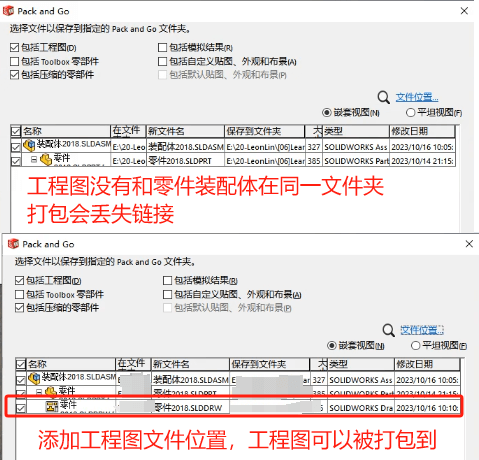 Pack and Go
选择文件以保存到指定的 Pack and Go 文件夹。
包括工程图(D) 包括模拟结果(R)
包括 Toolbox 零部件 包括自定义贴图、外观和布景(A)
包括压缩的零部件 包括默认贴图、外观和布景(P)
文件位置...
嵌套视图(N) 平坦视图(F)
名称 在文件 新文件名 保存到文件夹 大 类型 修改日期
装配体2018.SLDASM E:\20-Leo 装配体2018.SLDASM E:\20-LeonLin\[06]Lear 327 SOLIDWORKS Ass 2023/10/16 10:05:
零件 零件2018.SLDPRT E:\20-LeonLin\[06]Lear 385 SOLIDWORKS Part 2023/10/14 21:15:
工程图没有和零件装配体在同一文件夹
打包会丢失链接
Pack and Go
选择文件以保存到指定的 Pack and Go 文件夹。
包括工程图(D) 包括模拟结果(R)
包括 Toolbox 零部件 包括自定义贴图、外观和布景(A)
包括压缩的零部件 包括默认贴图、外观和布景(P)
文件位置...
嵌套视图(N) 平坦视图(F)
名称 在文件 新文件名 保存到文件夹 大 类型 修改日期
装配体2018.SLDASM 装配体2018.SLDASM 327 SOLIDWORKS Ass 2023/10/16 10:05:
零件 零件2018.SLDPRT 385 SOLIDWORKS Part 2023/10/14 21:15:
零件 零件2018.SLDDRW SOLIDWORKS Dra 2023/10/16 10:10:
添加工程图文件位置，工程图可以被打包到